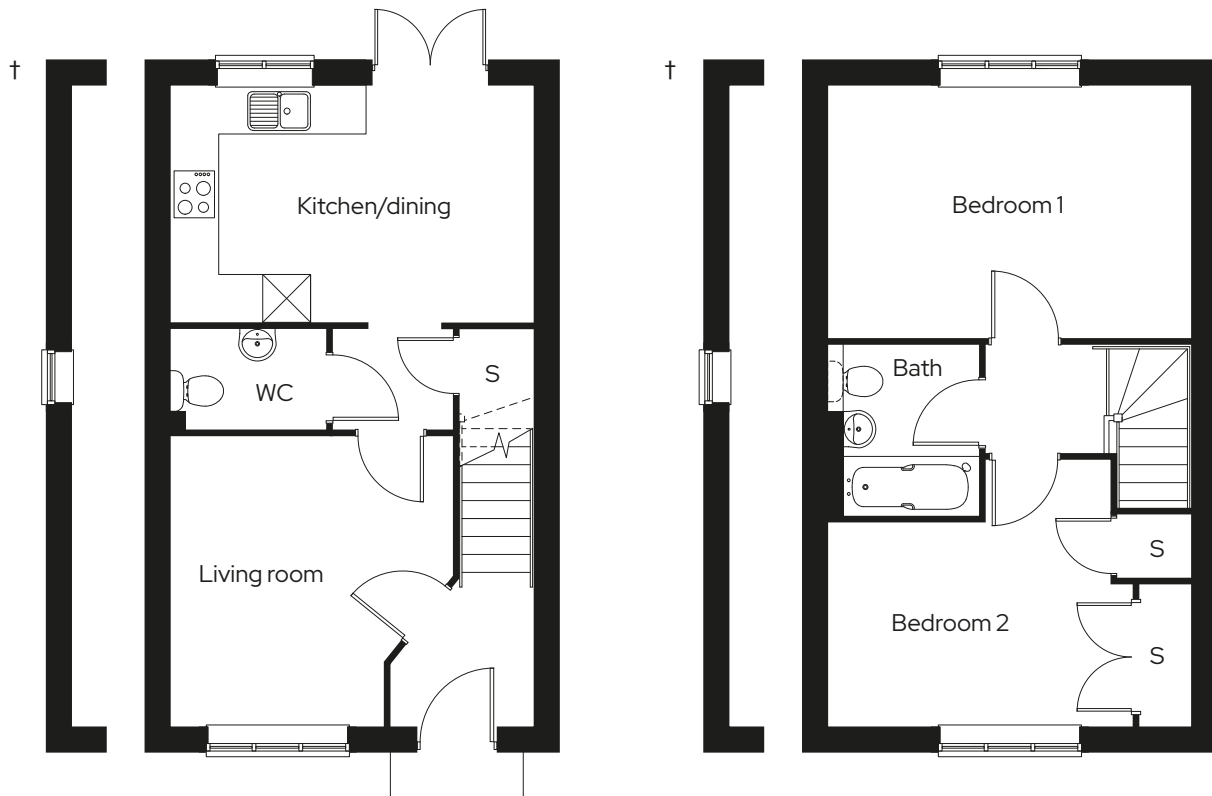 †
Kitchen/dining
WC
S
Living room
†
Bedroom 1
Bath
S
Bedroom 2
S